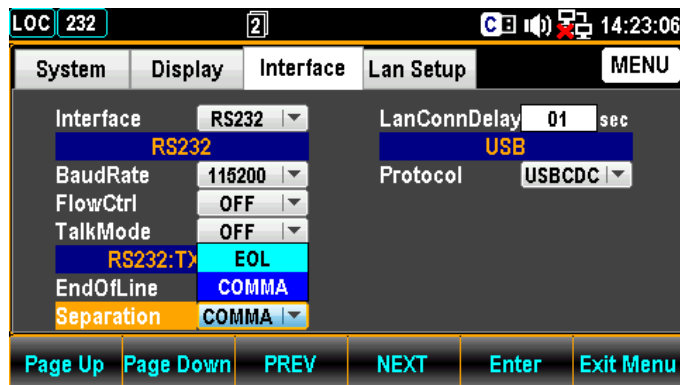 LOC 232 2 C 14:23:06
System Display Interface Lan Setup MENU
Interface RS232 LanConnDelay 01 sec
RS232 USB
BaudRate 115200 Protocol USBCDC
FlowCtrl OFF
TalkMode OFF
RS232:TX EOL
EndOfLine COMMA
Separation COMMA
Page Up Page Down PREV NEXT Enter Exit Menu